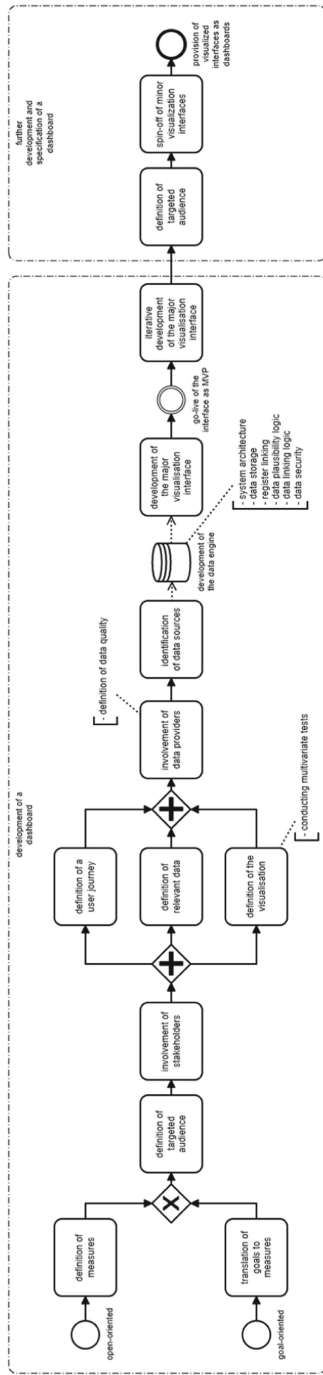 development of a
dashboard
open-oriented
goal-oriented
definition of
measures
translation of
goals to
measures
X
definition of
targeted
audience
involvement of
stakeholders
definition of a
user journey
definition of
relevant data
definition of the
visualisation
- conducting multivariate tests
involvement of
data providers
- definition of data quality
identification
of data sources
development of
the data engine
- system architecture
- data storage
- register linking
- data plausibility logic
- data linking logic
- data security
development of
the major
visualisation
interface
go-live of the
interface as MVP
iterative
development
of the major
visualisation
interface
further
development and
specification of a
dashboard
definition of
targeted
audience
spin-off of minor
visualization
interfaces
provision of
visualized
interfaces as
dashboards